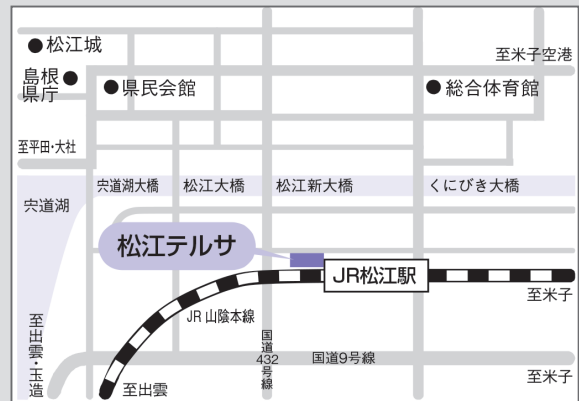 松江城
島根
県庁
県民会館
総合体育館
至米子空港
至平田・大社
宍道湖大橋
松江大橋
松江新大橋
くにびき大橋
宍道湖
松江テルサ
JR松江駅
至米子
JR 山陰本線
至出雲・玉造
至出雲
国道432号線
国道9号線
至米子